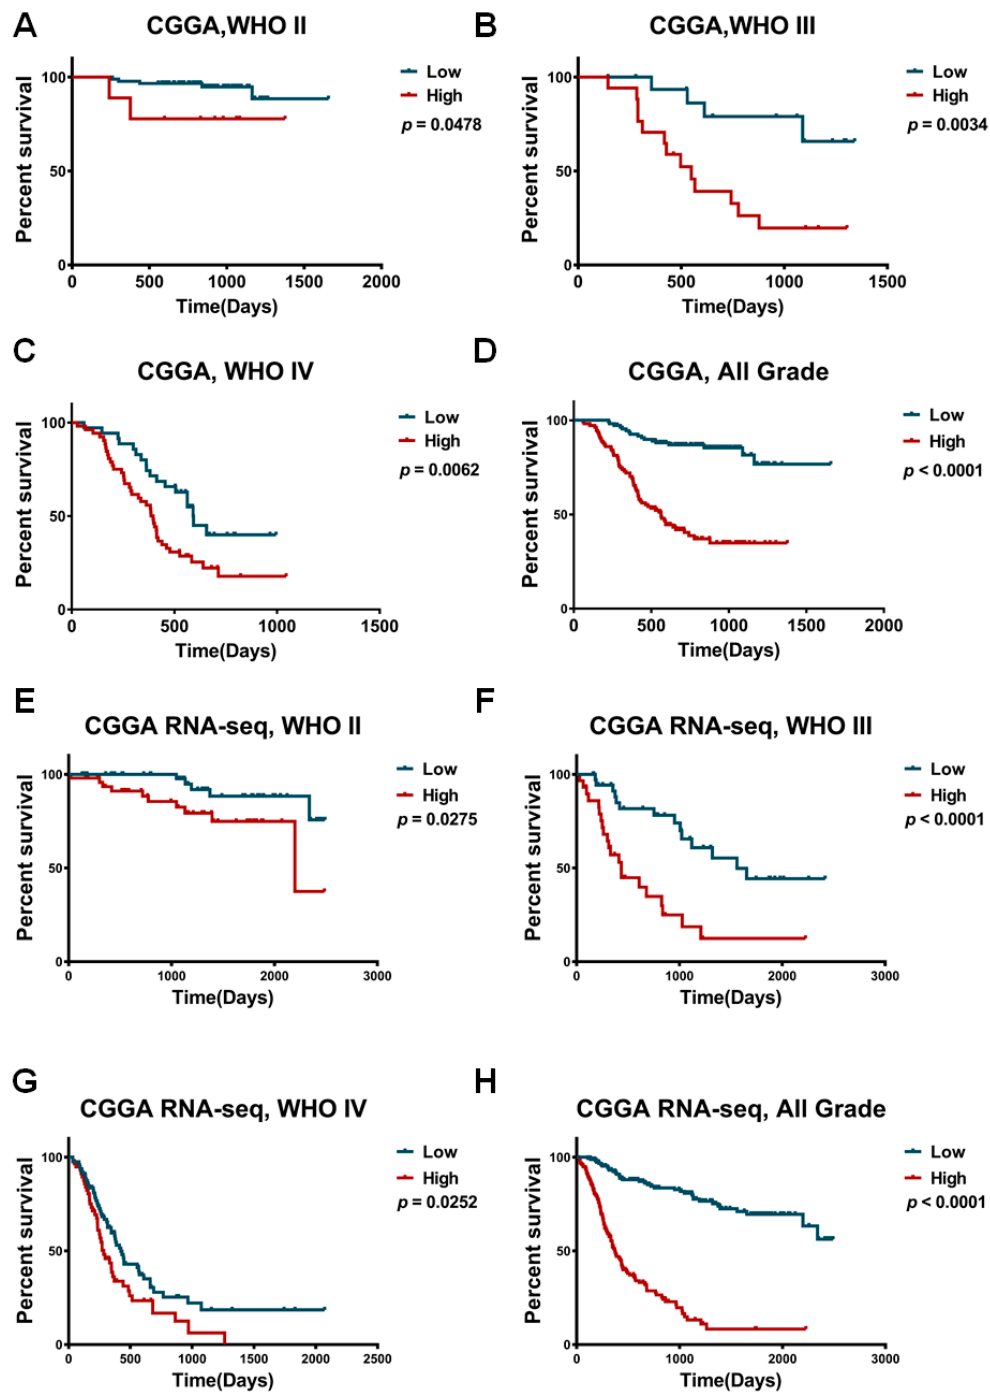 A
CGGA,WHO II
Percent survival
100
50
0
0 500 1000 1500 2000
Time(Days)
Low
High
p = 0.0478
B
CGGA,WHO III
Percent survival
100
50
0
0 500 1000 1500
Time(Days)
Low
High
p = 0.0034
C
CGGA, WHO IV
Percent survival
100
50
0
0 500 1000 1500
Time(Days)
Low
High
p = 0.0062
D
CGGA, All Grade
Percent survival
100
50
0
0 500 1000 1500 2000
Time(Days)
Low
High
p < 0.0001
E
CGGA RNA-seq, WHO II
Percent survival
100
50
0
0 1000 2000 3000
Time(Days)
Low
High
p = 0.0275
F
CGGA RNA-seq, WHO III
Percent survival
100
50
0
0 1000 2000 3000
Time(Days)
Low
High
p < 0.0001
G
CGGA RNA-seq, WHO IV
Percent survival
100
50
0
0 500 1000 1500 2000 2500
Time(Days)
Low
High
p = 0.0252
H
CGGA RNA-seq, All Grade
Percent survival
100
50
0
0 1000 2000 3000
Time(Days)
Low
High
p < 0.0001